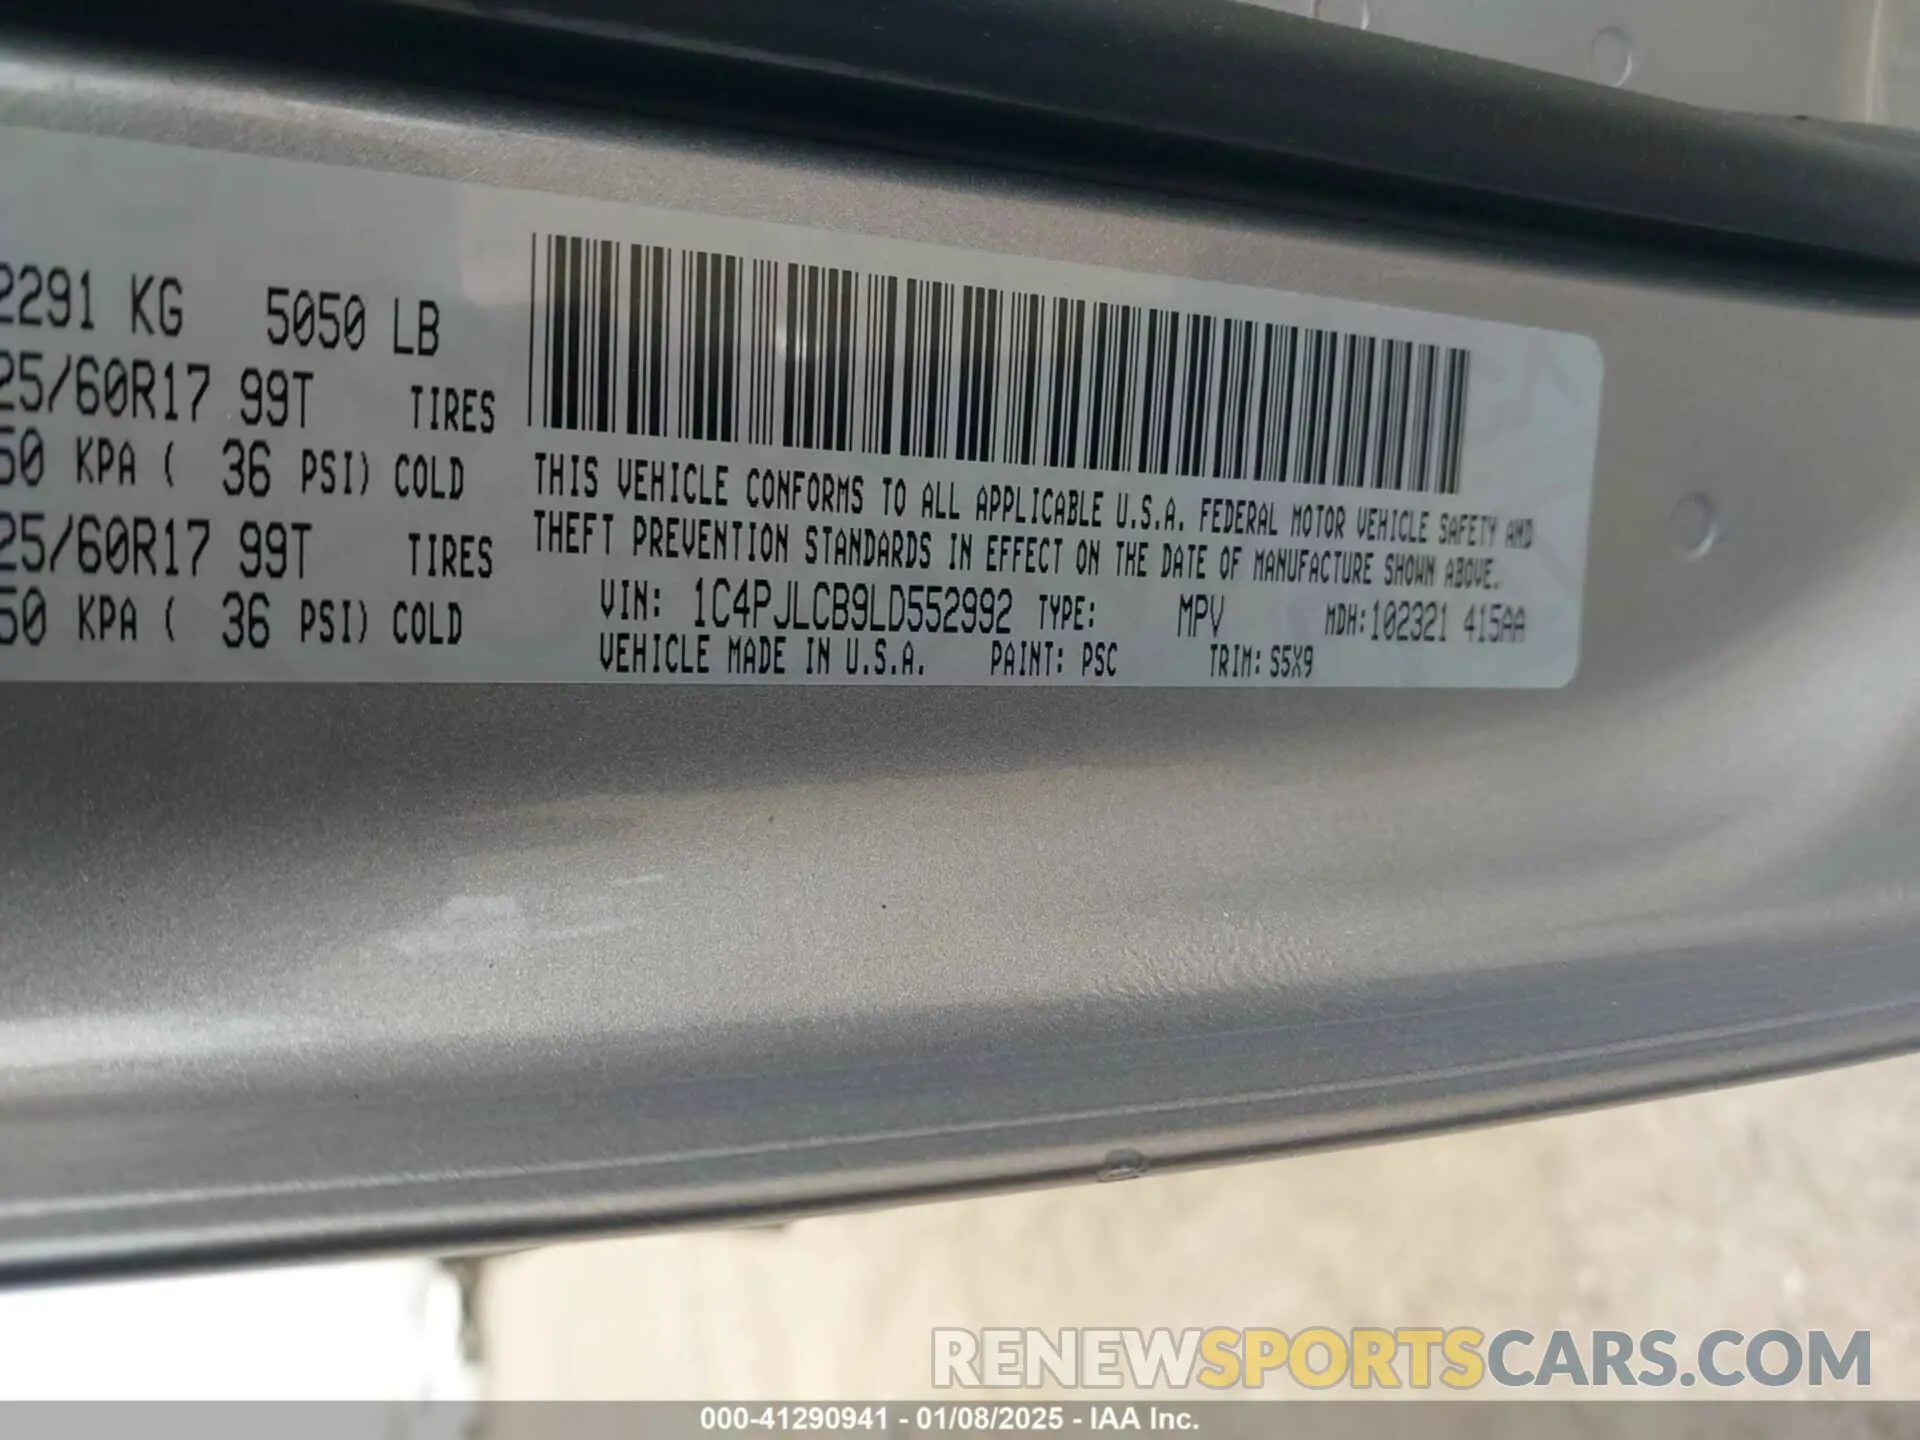 2291 KG 5050 LB
25/60R17 99T TIRES
50 KPA ( 36 PSI) COLD
25/60R17 99T TIRES
50 KPA ( 36 PSI) COLD
THIS VEHICLE CONFORMS TO ALL APPLICABLE U.S.A. FEDERAL MOTOR VEHICLE SAFETY AND
THEFT PREVENTION STANDARDS IN EFFECT ON THE DATE OF MANUFACTURE SHOWN ABOVE.
VIN: 1C4PJLCB9LD552992 TYPE: MPV MDH: 102321 415AA
VEHICLE MADE IN U.S.A. PAINT: PSC TRIM: S5X9
RENEWSPORTSCARS.COM
000-41290941 - 01/08/2025 - IAA Inc.